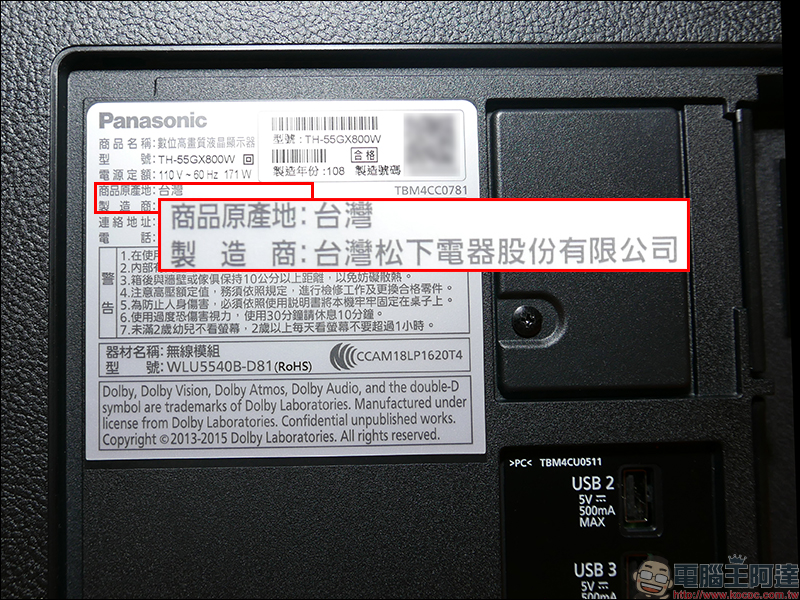 Panasonic
商品名稱:數位高畫質液晶顯示器
型 號:TH-55GX800W
電源定額:110 V ~ 60 Hz 171 W
商品原產地:台灣
製 造 商:
連絡地址:
電 話:
型號:TH-55GX800W
合格
製造年份:108 製造號碼
TBM4CC0781
商品原產地:台灣
製 造 商:台灣松下電器股份有限公司
警告
1.在使用
2.內部有
3.箱後與牆壁或傢俱保持10公分以上距離,以免妨礙散熱。
4.注意高壓額定值,務須依照規定,進行檢修工作及更換合格零件。
5.為防止人身傷害,必須依照使用說明書將本機牢牢固定在桌子上。
6.使用過度恐傷害視力,使用30分鐘請休息10分鐘。
7.未滿2歲幼兒不看螢幕,2歲以上每天看螢幕不要超過1小時。
器材名稱:無線模組
型 號:WLU5540B-D81(RoHS)
CCAM18LP1620T4
Dolby, Dolby Vision, Dolby Atmos, Dolby Audio, and the double-D
symbol are trademarks of Dolby Laboratories. Manufactured under
license from Dolby Laboratories. Confidential unpublished works.
Copyright ©2013-2015 Dolby Laboratories. All rights reserved.
>PC< TBM4CU0511
USB 2
5V
500mA
MAX
USB 3
5V
500mA
電腦王阿達
http://www.kocpc.com.tw